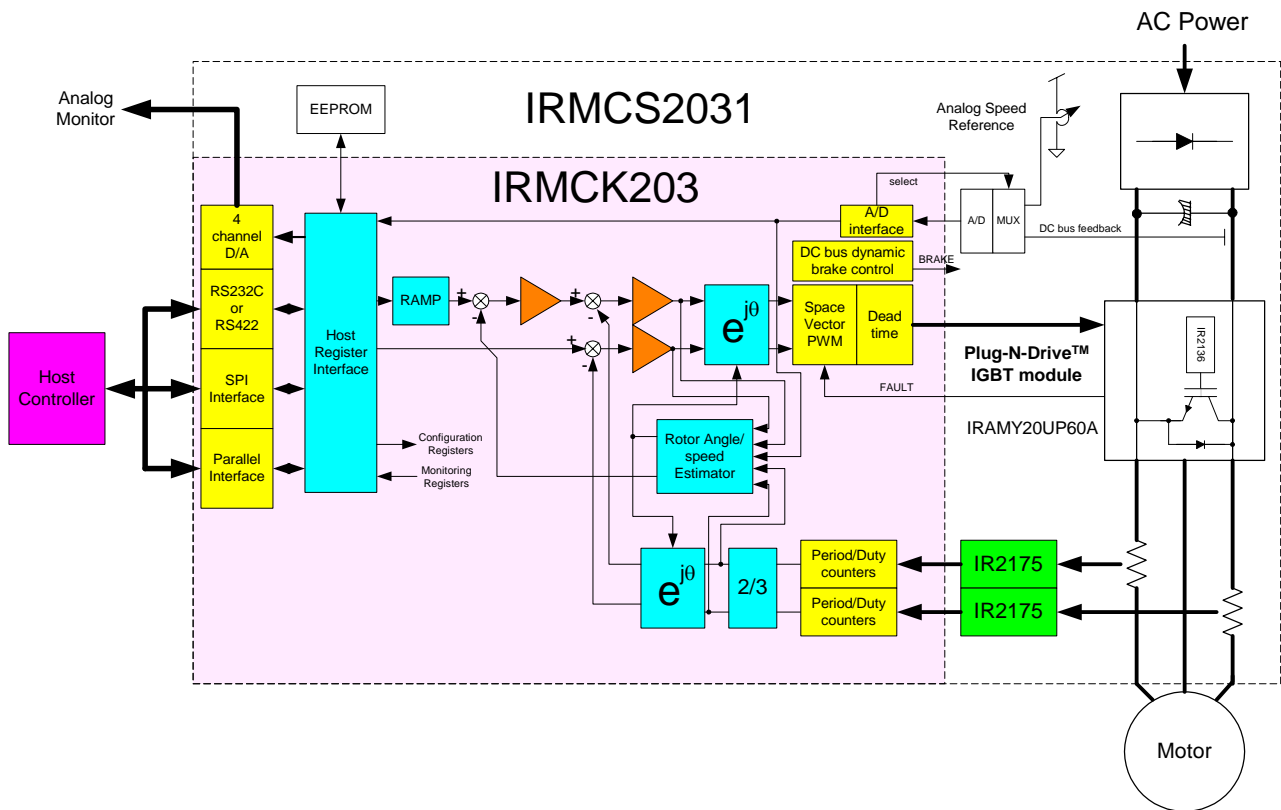 AC Power
Analog
Monitor
EEPROM
IRMCS2031
Analog Speed
Reference
IRMCK203
select
4
channel
D/A
A/D
interface
A/D
MUX
DC bus feedback
DC bus dynamic
brake control
BRAKE
RS232C
or
RS422
RAMP
+
-
+
-
+
-
e
jθ
Space
Vector
PWM
Dead
time
Host
Register
Interface
Plug-N-Drive™
IGBT module
IR2136
Host
Controller
SPI
Interface
FAULT
IRAMY20UP60A
Configuration
Registers
Rotor Angle/
speed
Estimator
Parallel
Interface
Monitoring
Registers
e
jθ
2/3
Period/Duty
counters
IR2175
Period/Duty
counters
IR2175
Motor